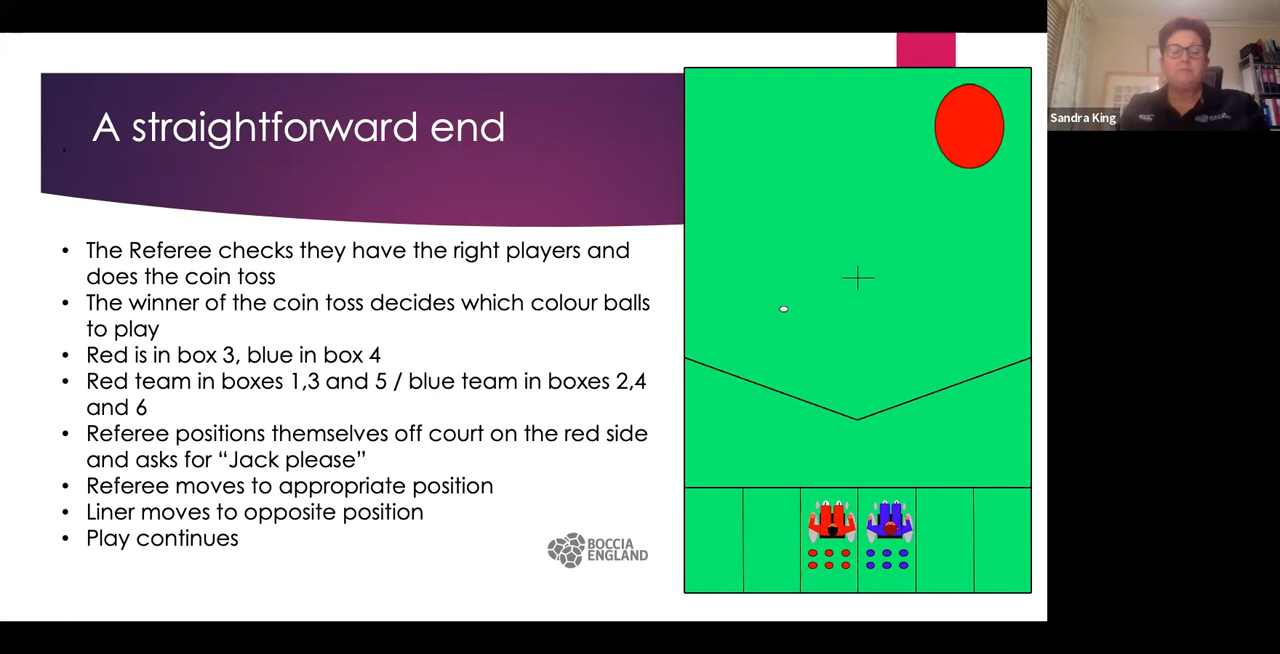 A straightforward end
• The Referee checks they have the right players and
does the coin toss
• The winner of the coin toss decides which colour balls
to play
• Red is in box 3, blue in box 4
• Red team in boxes 1,3 and 5 / blue team in boxes 2,4
and 6
• Referee positions themselves off court on the red side
and asks for “Jack please”
• Referee moves to appropriate position
• Liner moves to opposite position
• Play continues
BOCCIA
ENGLAND
Sandra King